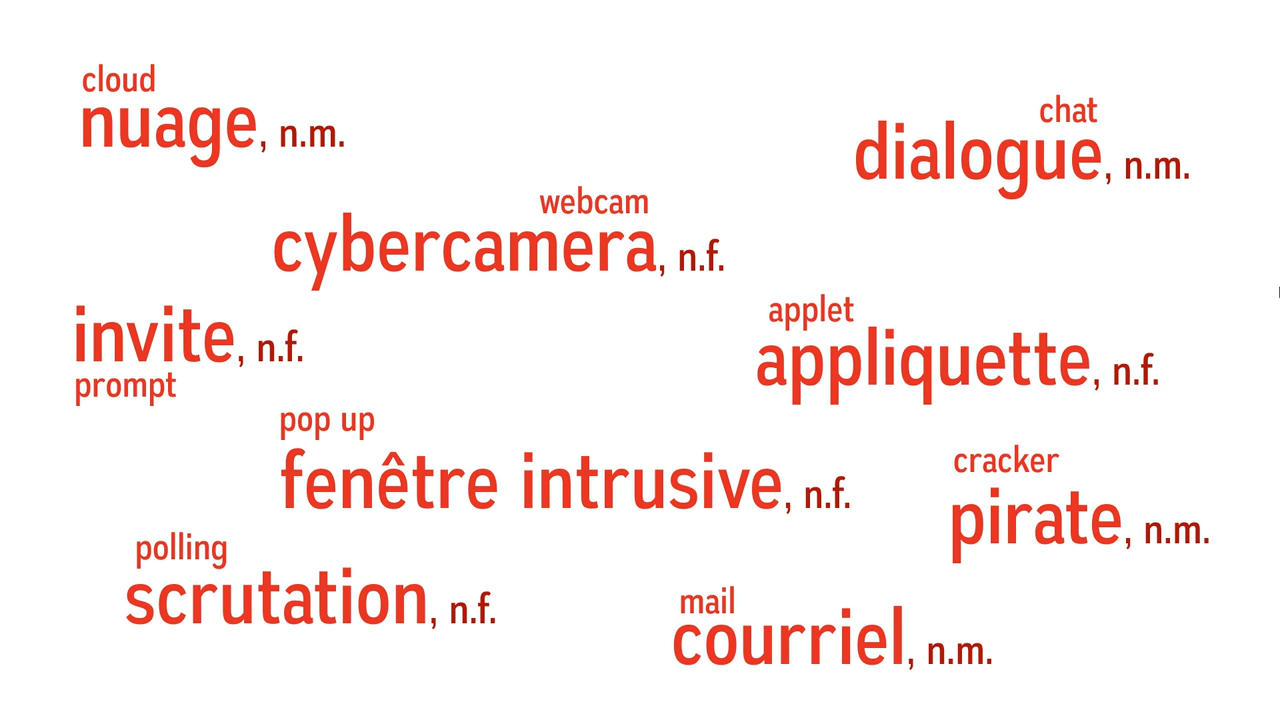 cloud
nuage, n.m.
chat
dialogue, n.m.
webcam
cybercamera, n.f.
invite, n.f.
prompt
applet
appliquette, n.f.
pop up
fenêtre intrusive, n.f.
cracker
pirate, n.m.
polling
scrutation, n.f.
mail
courriel, n.m.